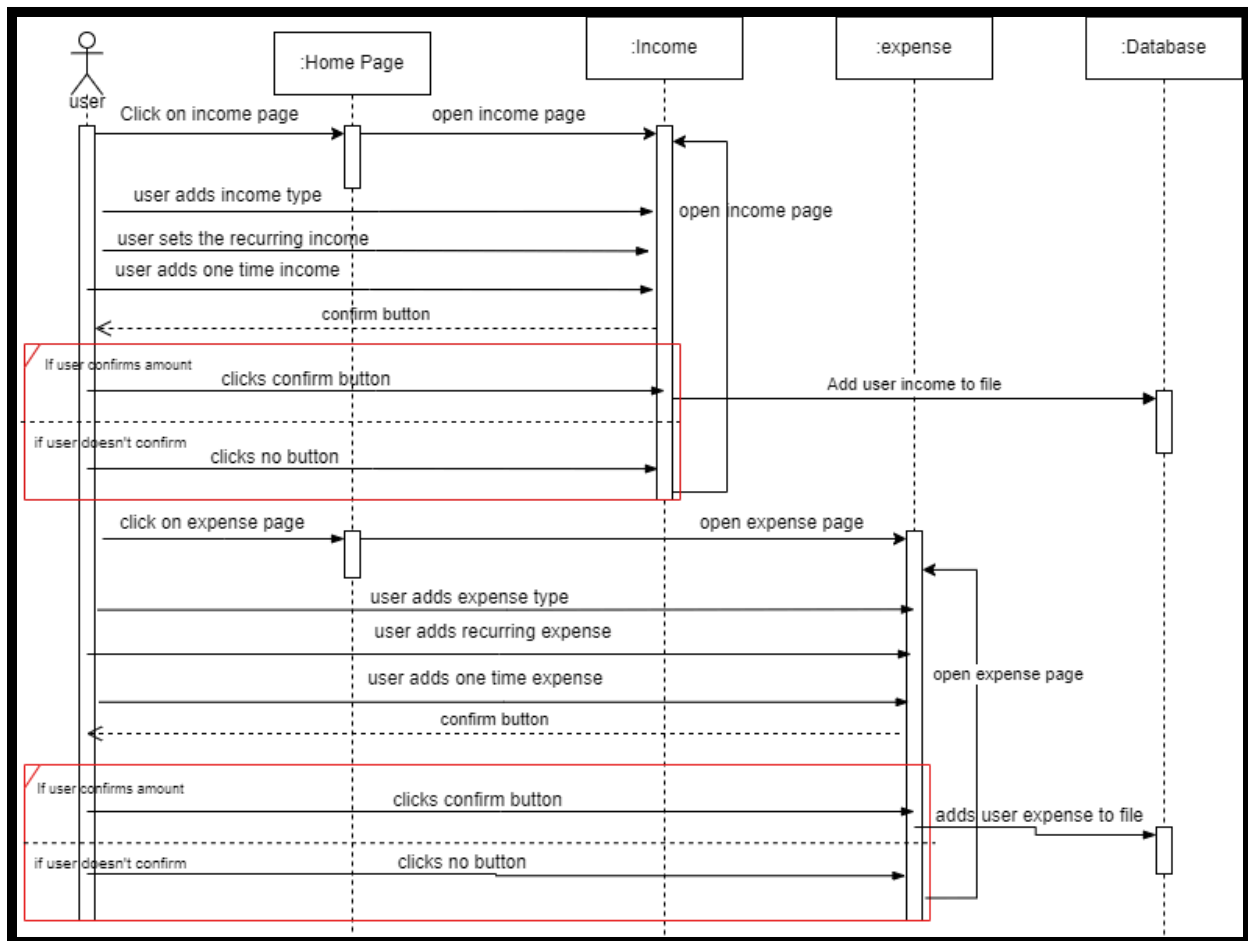 :Income
:expense
:Database
:Home Page
user
Click on income page
open income page
user adds income type
open income page
user sets the recurring income
user adds one time income
confirm button
If user confirms amount
clicks confirm button
Add user income to file
if user doesn't confirm
clicks no button
click on expense page
open expense page
user adds expense type
user adds recurring expense
open expense page
user adds one time expense
confirm button
If user confirms amount
clicks confirm button
adds user expense to file
if user doesn't confirm
clicks no button